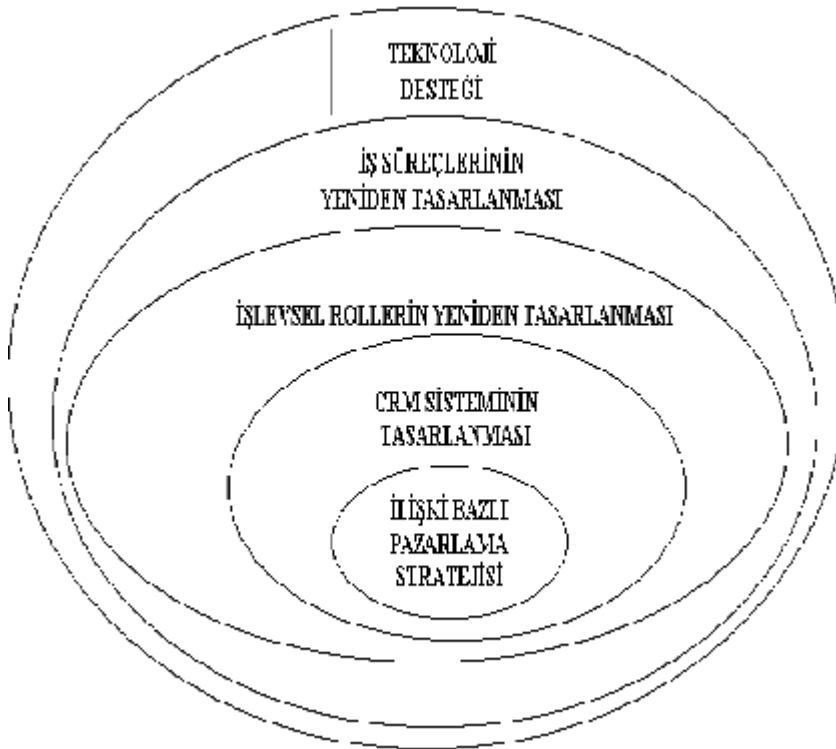 TEKNOLOJİ
DESTEĞİ
İŞ SÜREÇLERİNİN
YENİDEN TASARLANMASI
İŞLEVSEL ROLLERİN YENİDEN TASARLANMASI
CRM SİSTEMİNİN
TASARLANMASI
İLİŞKİ BAZLI
PAZARLAMA
STRATEJİSİ